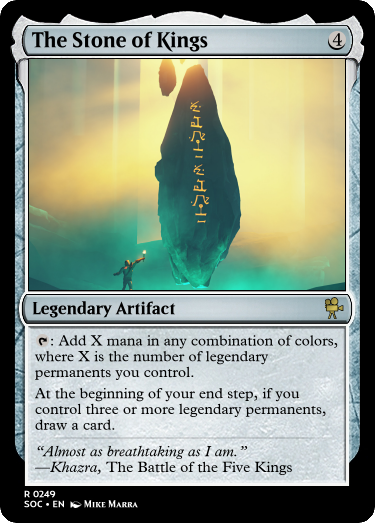 The Stone of Kings 4
Legendary Artifact
: Add X mana in any combination of colors,
where X is the number of legendary
permanents you control.
At the beginning of your end step, if you
control three or more legendary permanents,
draw a card.
“Almost as breathtaking as I am.”
—Khazra, The Battle of the Five Kings
R 0249
SOC • EN Mike Marra